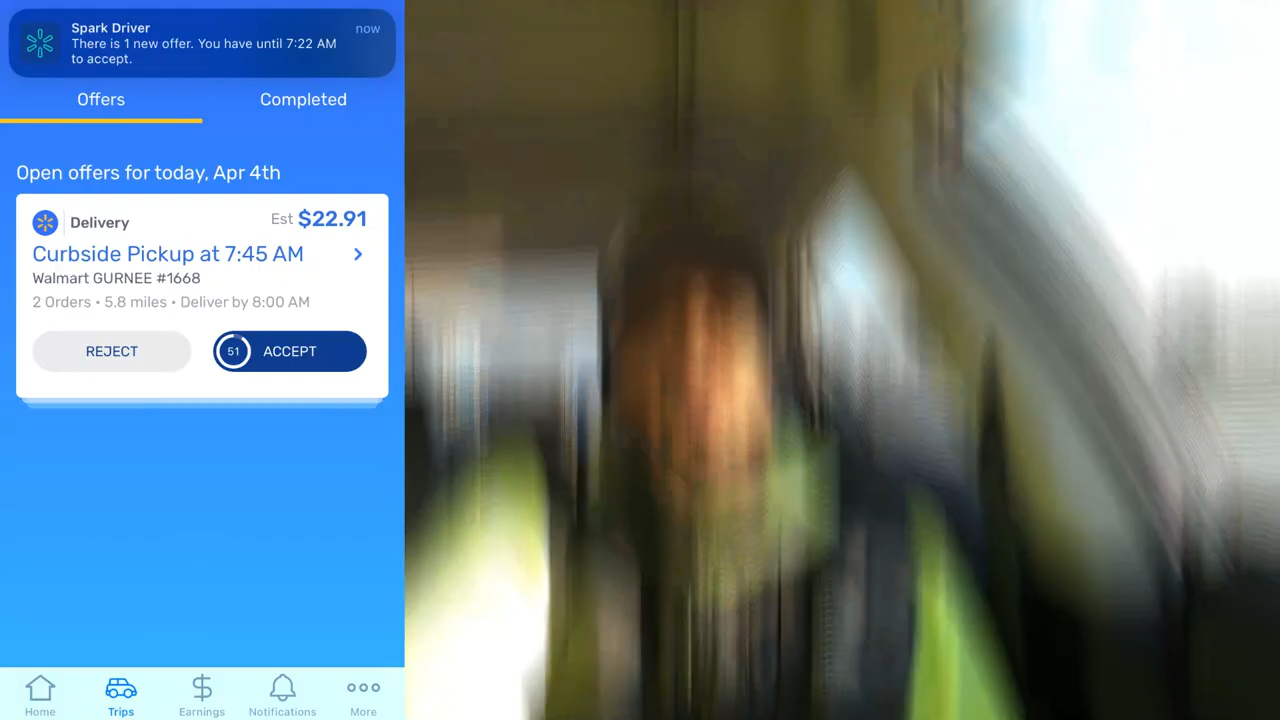 Spark Driver
now
There is 1 new offer. You have until 7:22 AM
to accept.
Offers
Completed
Open offers for today, Apr 4th
Delivery
Est $22.91
Curbside Pickup at 7:45 AM
Walmart GURNEE #1668
2 Orders • 5.8 miles • Deliver by 8:00 AM
REJECT
51 ACCEPT
Home
Trips
Earnings
Notifications
More